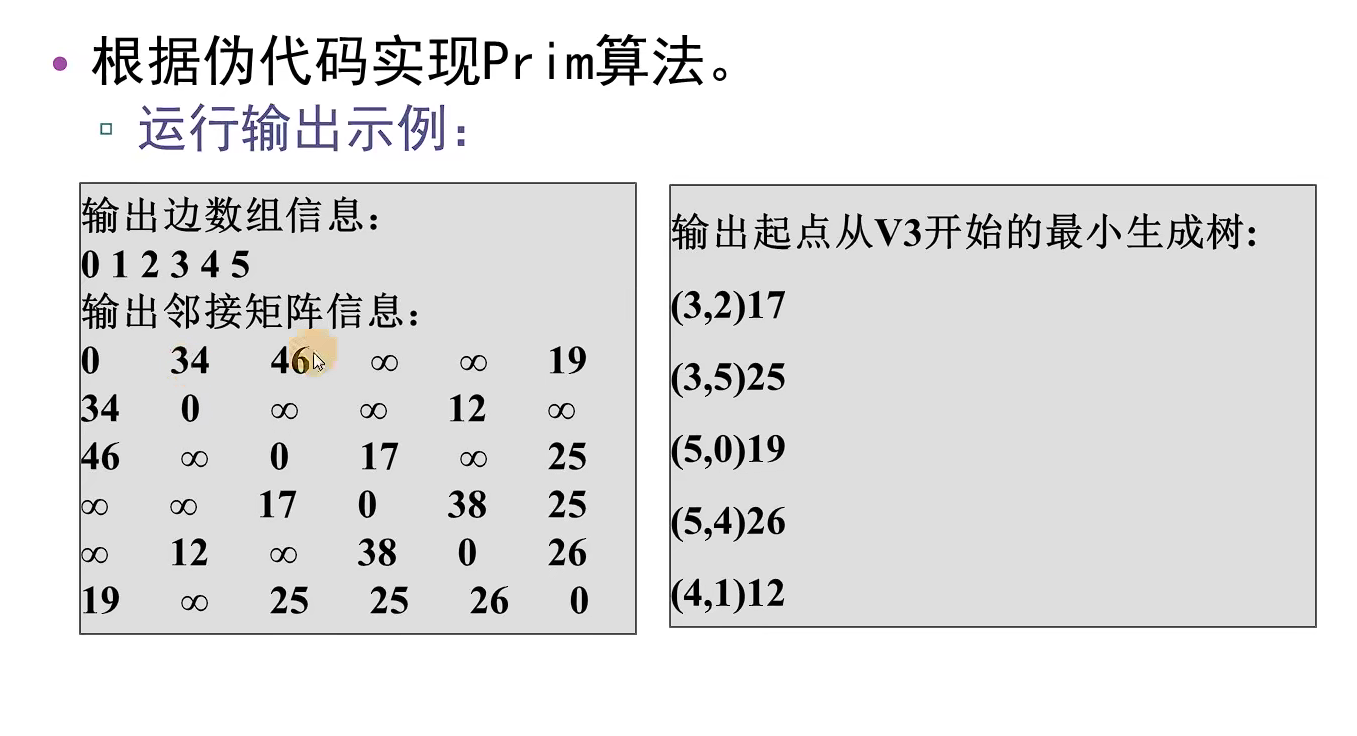 根据伪代码实现Prim算法。
运行输出示例：
输出边数组信息：
0 1 2 3 4 5
输出邻接矩阵信息：
0 34 46 ∞ ∞ 19
34 0 ∞ ∞ 12 ∞
46 ∞ 0 17 ∞ 25
∞ ∞ 17 0 38 25
∞ 12 ∞ 38 0 26
19 ∞ 25 25 26 0
输出起点从V3开始的最小生成树：
(3,2)17
(3,5)25
(5,0)19
(5,4)26
(4,1)12